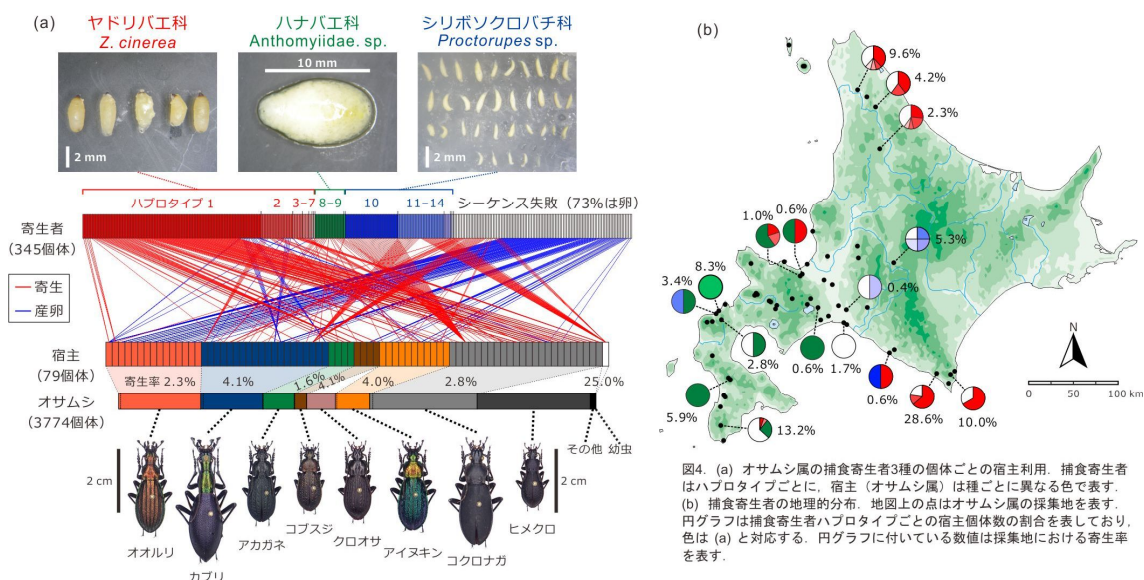 (a)
ヤドリバエ科
Z. cinerea
ハナバエ科
Anthomyiidae. sp.
シリボソクロバチ科
Proctorupes sp.
2 mm
10 mm
2 mm
ハプロタイプ 1
2
3–7
8–9
10
11–14
シーケンス失敗 (73%は卵)
寄生者
(345個体)
寄生
産卵
宿主
(79個体)
寄生率 2.3%
4.1%
1.6%
4.1%
4.0%
2.8%
25.0%
オサムシ
(3774個体)
その他
幼虫
2 cm
2 cm
オオルリ
カブリ
アカガネ
コブスジ
クロオサ
アイヌキン
コクロナガ
ヒメクロ
(b)
9.6%
4.2%
2.3%
1.0%
0.6%
5.3%
8.3%
3.4%
0.4%
2.8%
0.6%
1.7%
0.6%
5.9%
28.6%
10.0%
13.2%
N
0
50
100 km
図4. (a) オサムシ属の捕食寄生者3種の個体ごとの宿主利用. 捕食寄生者
はハプロタイプごとに, 宿主 (オサムシ属) は種ごとに異なる色で表す.
(b) 捕食寄生者の地理的分布. 地図上の点はオサムシ属の採集地を表す.
円グラフは捕食寄生者ハプロタイプごとの宿主個体数の割合を表しており,
色は (a) と対応する. 円グラフに付いている数値は採集地における寄生率
を表す.